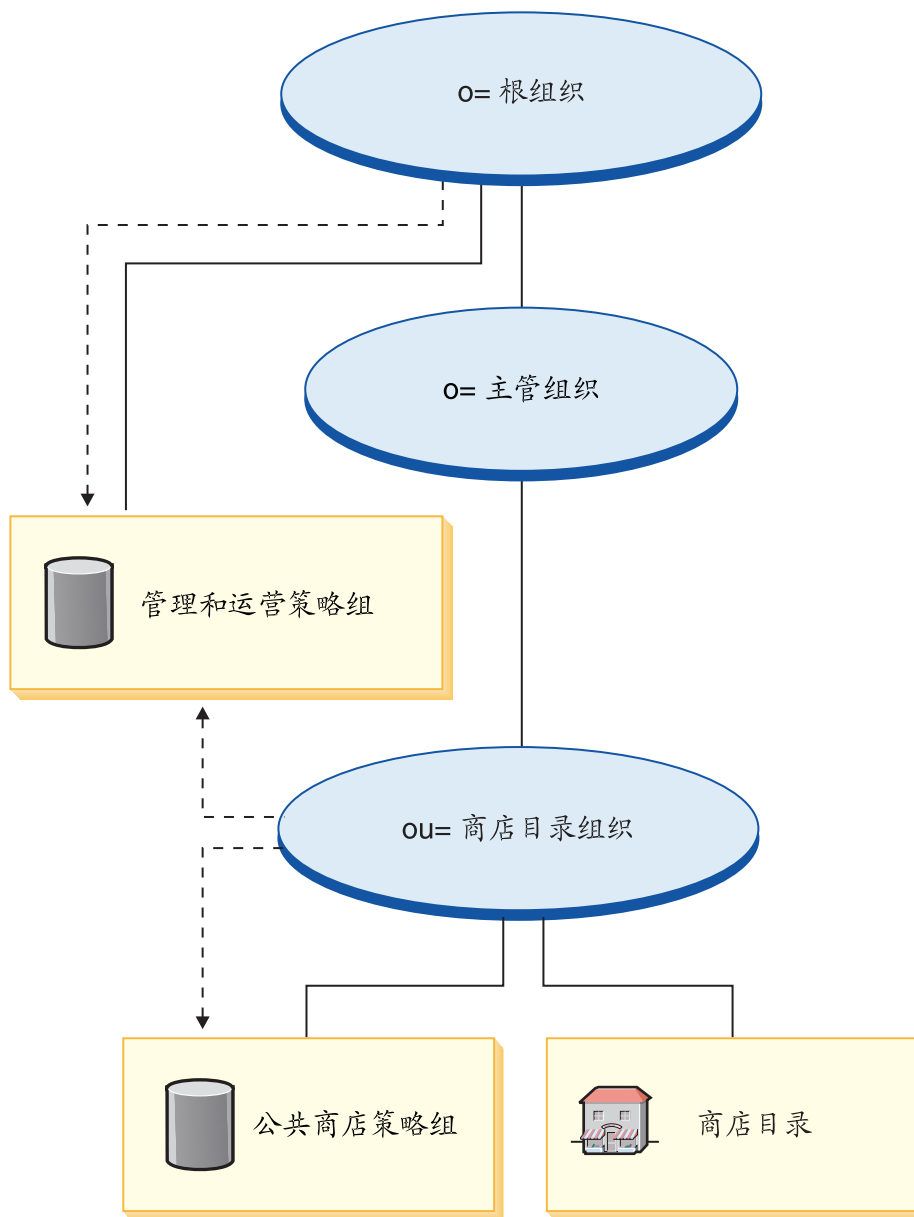 o= 根组织
o= 主管组织
管理和运营策略组
ou= 商店目录组织
公共商店策略组
商店目录